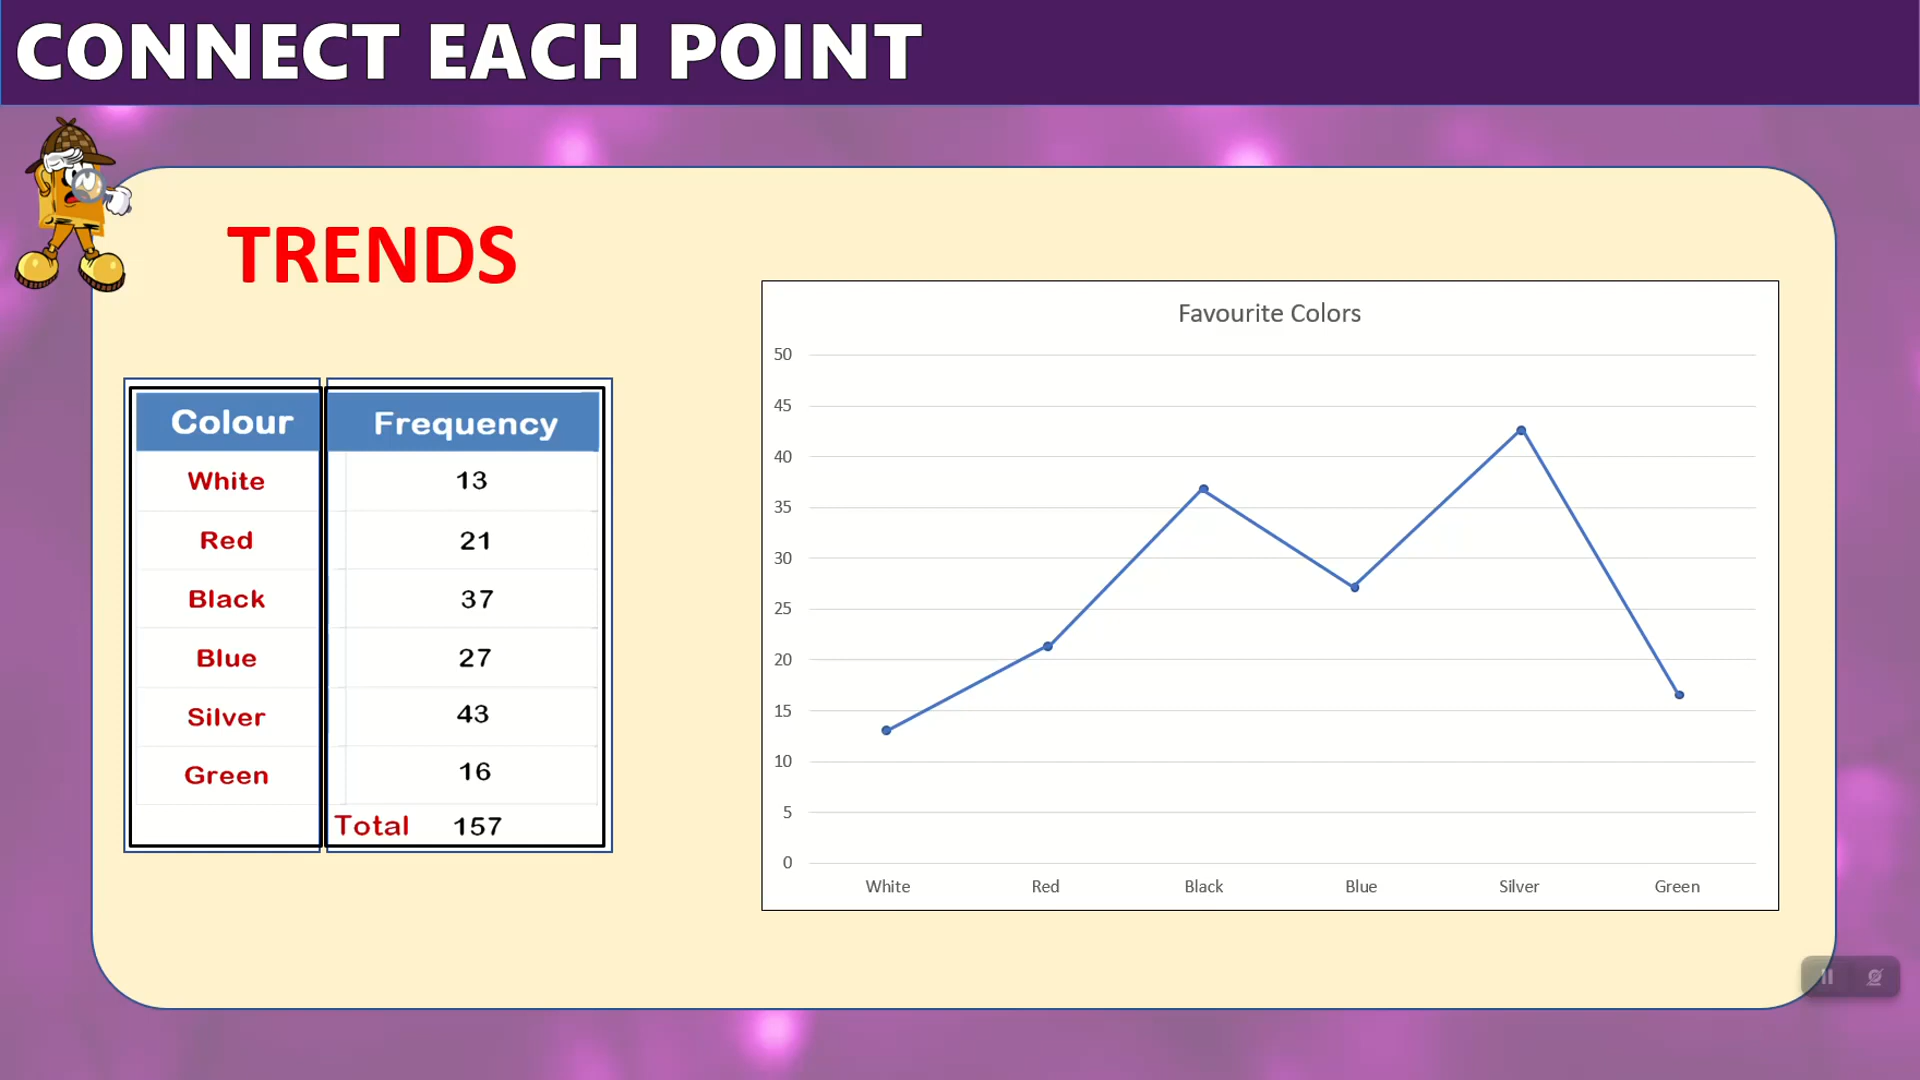 CONNECT EACH POINT
TRENDS
Colour Frequency
White 13
Red 21
Black 37
Blue 27
Silver 43
Green 16
Total 157
Favourite Colors
50
45
40
35
30
25
20
15
10
5
0
White Red Black Blue Silver Green